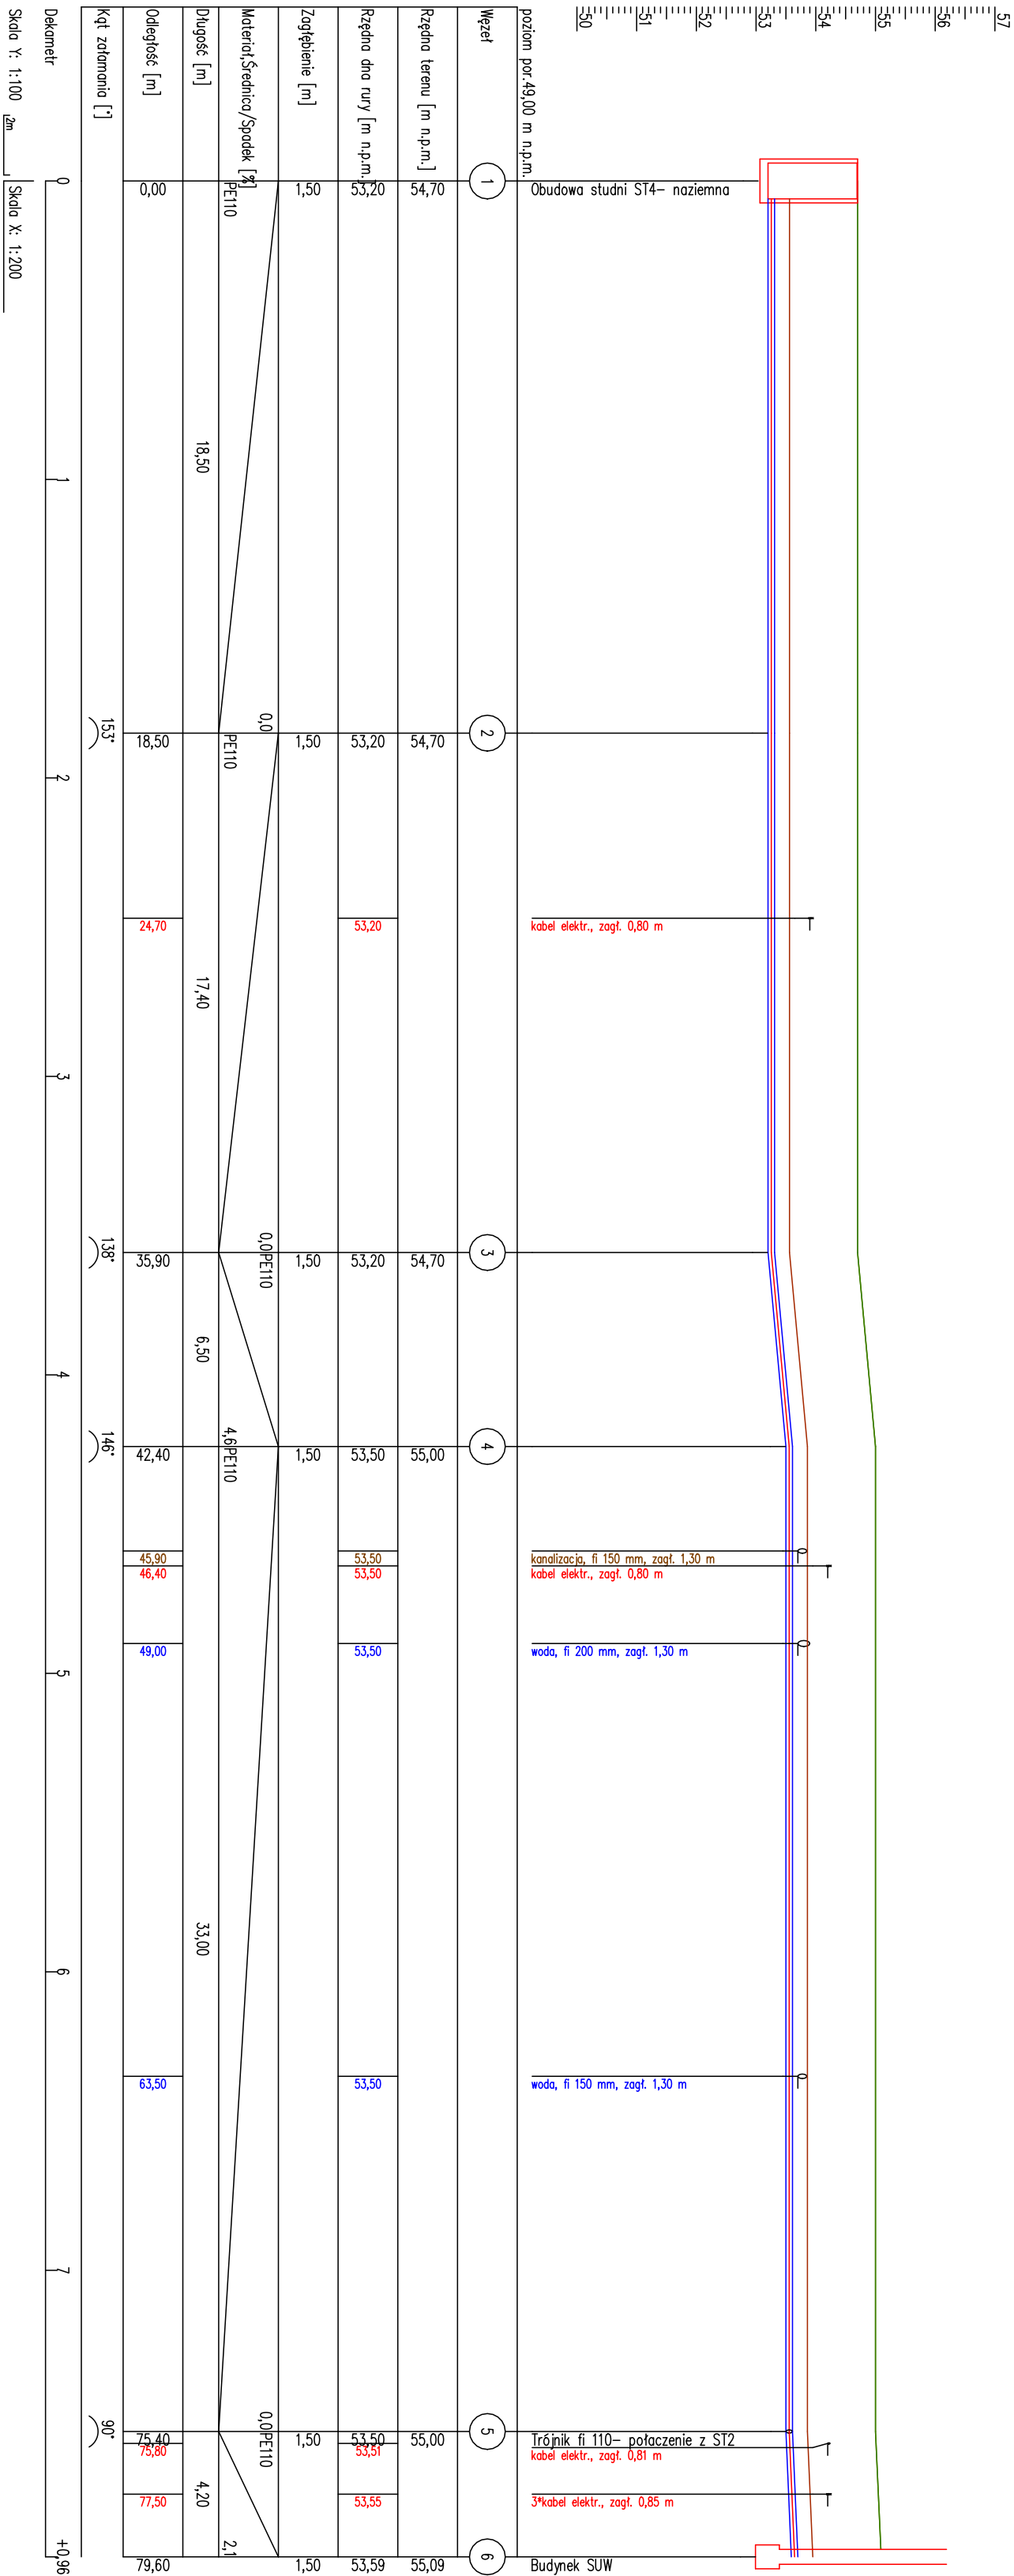 57
56
55
54
53
52
51
50
poziom por.49,00 m n.p.m.
Obudowa studni ST4– naziemna
kabel elektr., zagł. 0,80 m
kanalizacja, fi 150 mm, zagł. 1,30 m
kabel elektr., zagł. 0,80 m
woda, fi 200 mm, zagł. 1,30 m
woda, fi 150 mm, zagł. 1,30 m
Trójnik fi 110– połaczenie z ST2
kabel elektr., zagł. 0,81 m
3*kabel elektr., zagł. 0,85 m
Budynek SUW
Węzeł 1 2 3 4 5 6
Rzędna terenu [m n.p.m.] 54,70 54,70 54,70 55,00 55,00 55,09
Rzędna dna rury [m n.p.m.] 53,20 53,20 53,20 53,20 53,50 53,50 53,50 53,50 53,50 53,50 53,51 53,55 53,59
Zagłębienie [m] 1,50 1,50 1,50 1,50 1,50 1,50
Materiał,Średnica/Spadek [%] PE110 0,0 PE110 0,0PE110 4,6PE110 0,0PE110 2,1
Długość [m] 18,50 17,40 6,50 33,00 4,20
Odległość [m] 0,00 18,50 24,70 35,90 42,40 45,90 46,40 49,00 63,50 75,40 75,80 77,50 79,60
Kąt załamania [°] 153° 138° 146° 90°
Dekametr 0 1 2 3 4 5 6 7 +0,96
Skala Y: 1:100 2m Skala X: 1:200